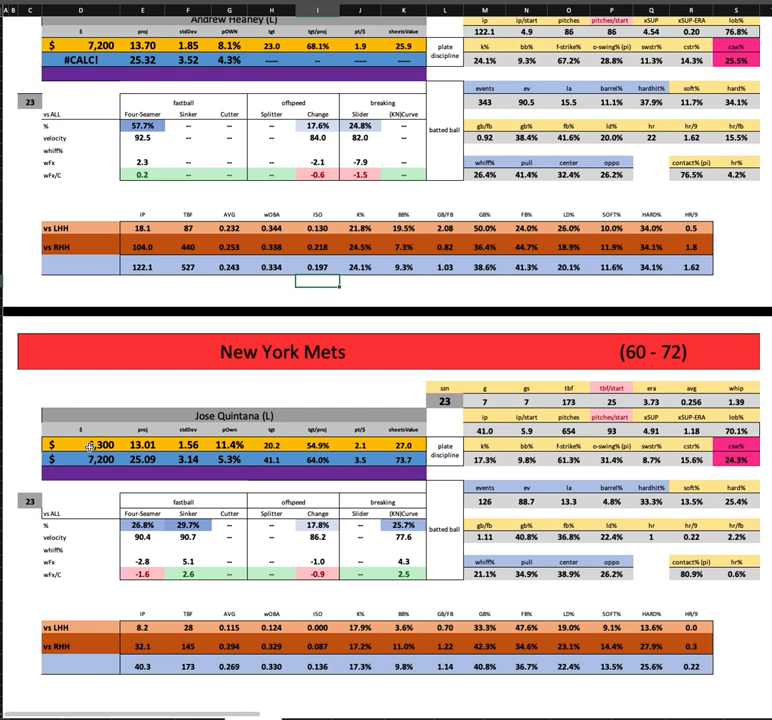 A B C D E F G H I J K L M N O P Q R S
Andrew Heaney (L) ip ip/start pitches pitches/start xSUP xSUP-ERA lob%
$ proj stdDev pOWN tgt tgt/proj pt/$ sheetsValue 122.1 4.9 86 86 4.54 0.20 76.8%
$ 7,200 13.70 1.85 8.1% 23.0 68.1% 1.9 25.9 plate discipline k% bb% f-strike% o-swing% (pi) swstr% cstr% csw%
#CALC! 25.32 3.52 4.3% ---- ---- -- ---- 24.1% 9.3% 67.2% 28.8% 11.3% 14.3% 25.5%
events ev la barrel% hardhit% soft% hard%
23 fastball offspeed breaking 343 90.5 15.5 11.1% 37.9% 11.7% 34.1%
vs ALL Four-Seamer Sinker Cutter Splitter Change Slider (KN)Curve gb/fb gb% fb% ld% hr hr/9 hr/fb
% 57.7% -- -- -- 17.6% 24.8% -- batted ball 0.92 38.4% 41.6% 20.0% 22 1.62 15.5%
velocity 92.5 -- -- -- 84.0 82.0 --
whiff%
wFx 2.3 -- -- -- -2.1 -7.9 -- whiff% pull center oppo contact% (pi) hr%
wFx/C 0.2 -- -- -- -0.6 -1.5 -- 26.4% 41.4% 32.4% 26.2% 76.5% 4.2%
IP TBF AVG wOBA ISO K% BB% GB/FB GB% FB% LD% SOFT% HARD% HR/9
vs LHH 18.1 87 0.232 0.344 0.130 21.8% 19.5% 2.08 50.0% 24.0% 26.0% 10.0% 34.0% 0.5
vs RHH 104.0 440 0.253 0.338 0.218 24.5% 7.3% 0.82 36.4% 44.7% 18.9% 11.9% 34.1% 1.8
122.1 527 0.243 0.334 0.197 24.1% 9.3% 1.03 38.6% 41.3% 20.1% 11.6% 34.1% 1.62
New York Mets (60 - 72)
szn g gs tbf tbf/start era avg whip
23 7 7 173 25 3.73 0.256 1.39
Jose Quintana (L) ip ip/start pitches pitches/start xSUP xSUP-ERA lob%
$ proj stdDev pOwn tgt tgt/proj pt/$ sheetsValue 41.0 5.9 654 93 4.91 1.18 70.1%
$ ,300 13.01 1.56 11.4% 20.2 54.9% 2.1 27.0 plate discipline k% bb% f-strike% o-swing% (pi) swstr% cstr% csw%
$ 7,200 25.09 3.14 5.3% 41.1 64.0% 3.5 73.7 17.3% 9.8% 61.3% 31.4% 8.7% 15.6% 24.3%
events ev la barrel% hardhit% soft% hard%
23 fastball offspeed breaking 126 88.7 13.3 4.8% 33.3% 13.5% 25.4%
vs ALL Four-Seamer Sinker Cutter Splitter Change Slider (KN)Curve gb/fb gb% fb% ld% hr hr/9 hr/fb
% 26.8% 29.7% -- -- 17.8% -- 25.7% batted ball 1.11 40.8% 36.8% 22.4% 1 0.22 2.2%
velocity 90.4 90.7 -- -- 86.2 -- 77.6
whiff%
wFx -2.8 5.1 -- -- -1.0 -- 4.3 whiff% pull center oppo contact% (pi) hr%
wFx/C -1.6 2.6 -- -- -0.9 -- 2.5 21.1% 34.9% 38.9% 26.2% 80.9% 0.6%
IP TBF AVG wOBA ISO K% BB% GB/FB GB% FB% LD% SOFT% HARD% HR/9
vs LHH 8.2 28 0.115 0.124 0.000 17.9% 3.6% 0.70 33.3% 47.6% 19.0% 9.1% 13.6% 0.0
vs RHH 32.1 145 0.294 0.329 0.087 17.2% 11.0% 1.22 42.3% 34.6% 23.1% 14.4% 27.9% 0.3
40.3 173 0.269 0.330 0.136 17.3% 9.8% 1.14 40.8% 36.7% 22.4% 13.5% 25.6% 0.22